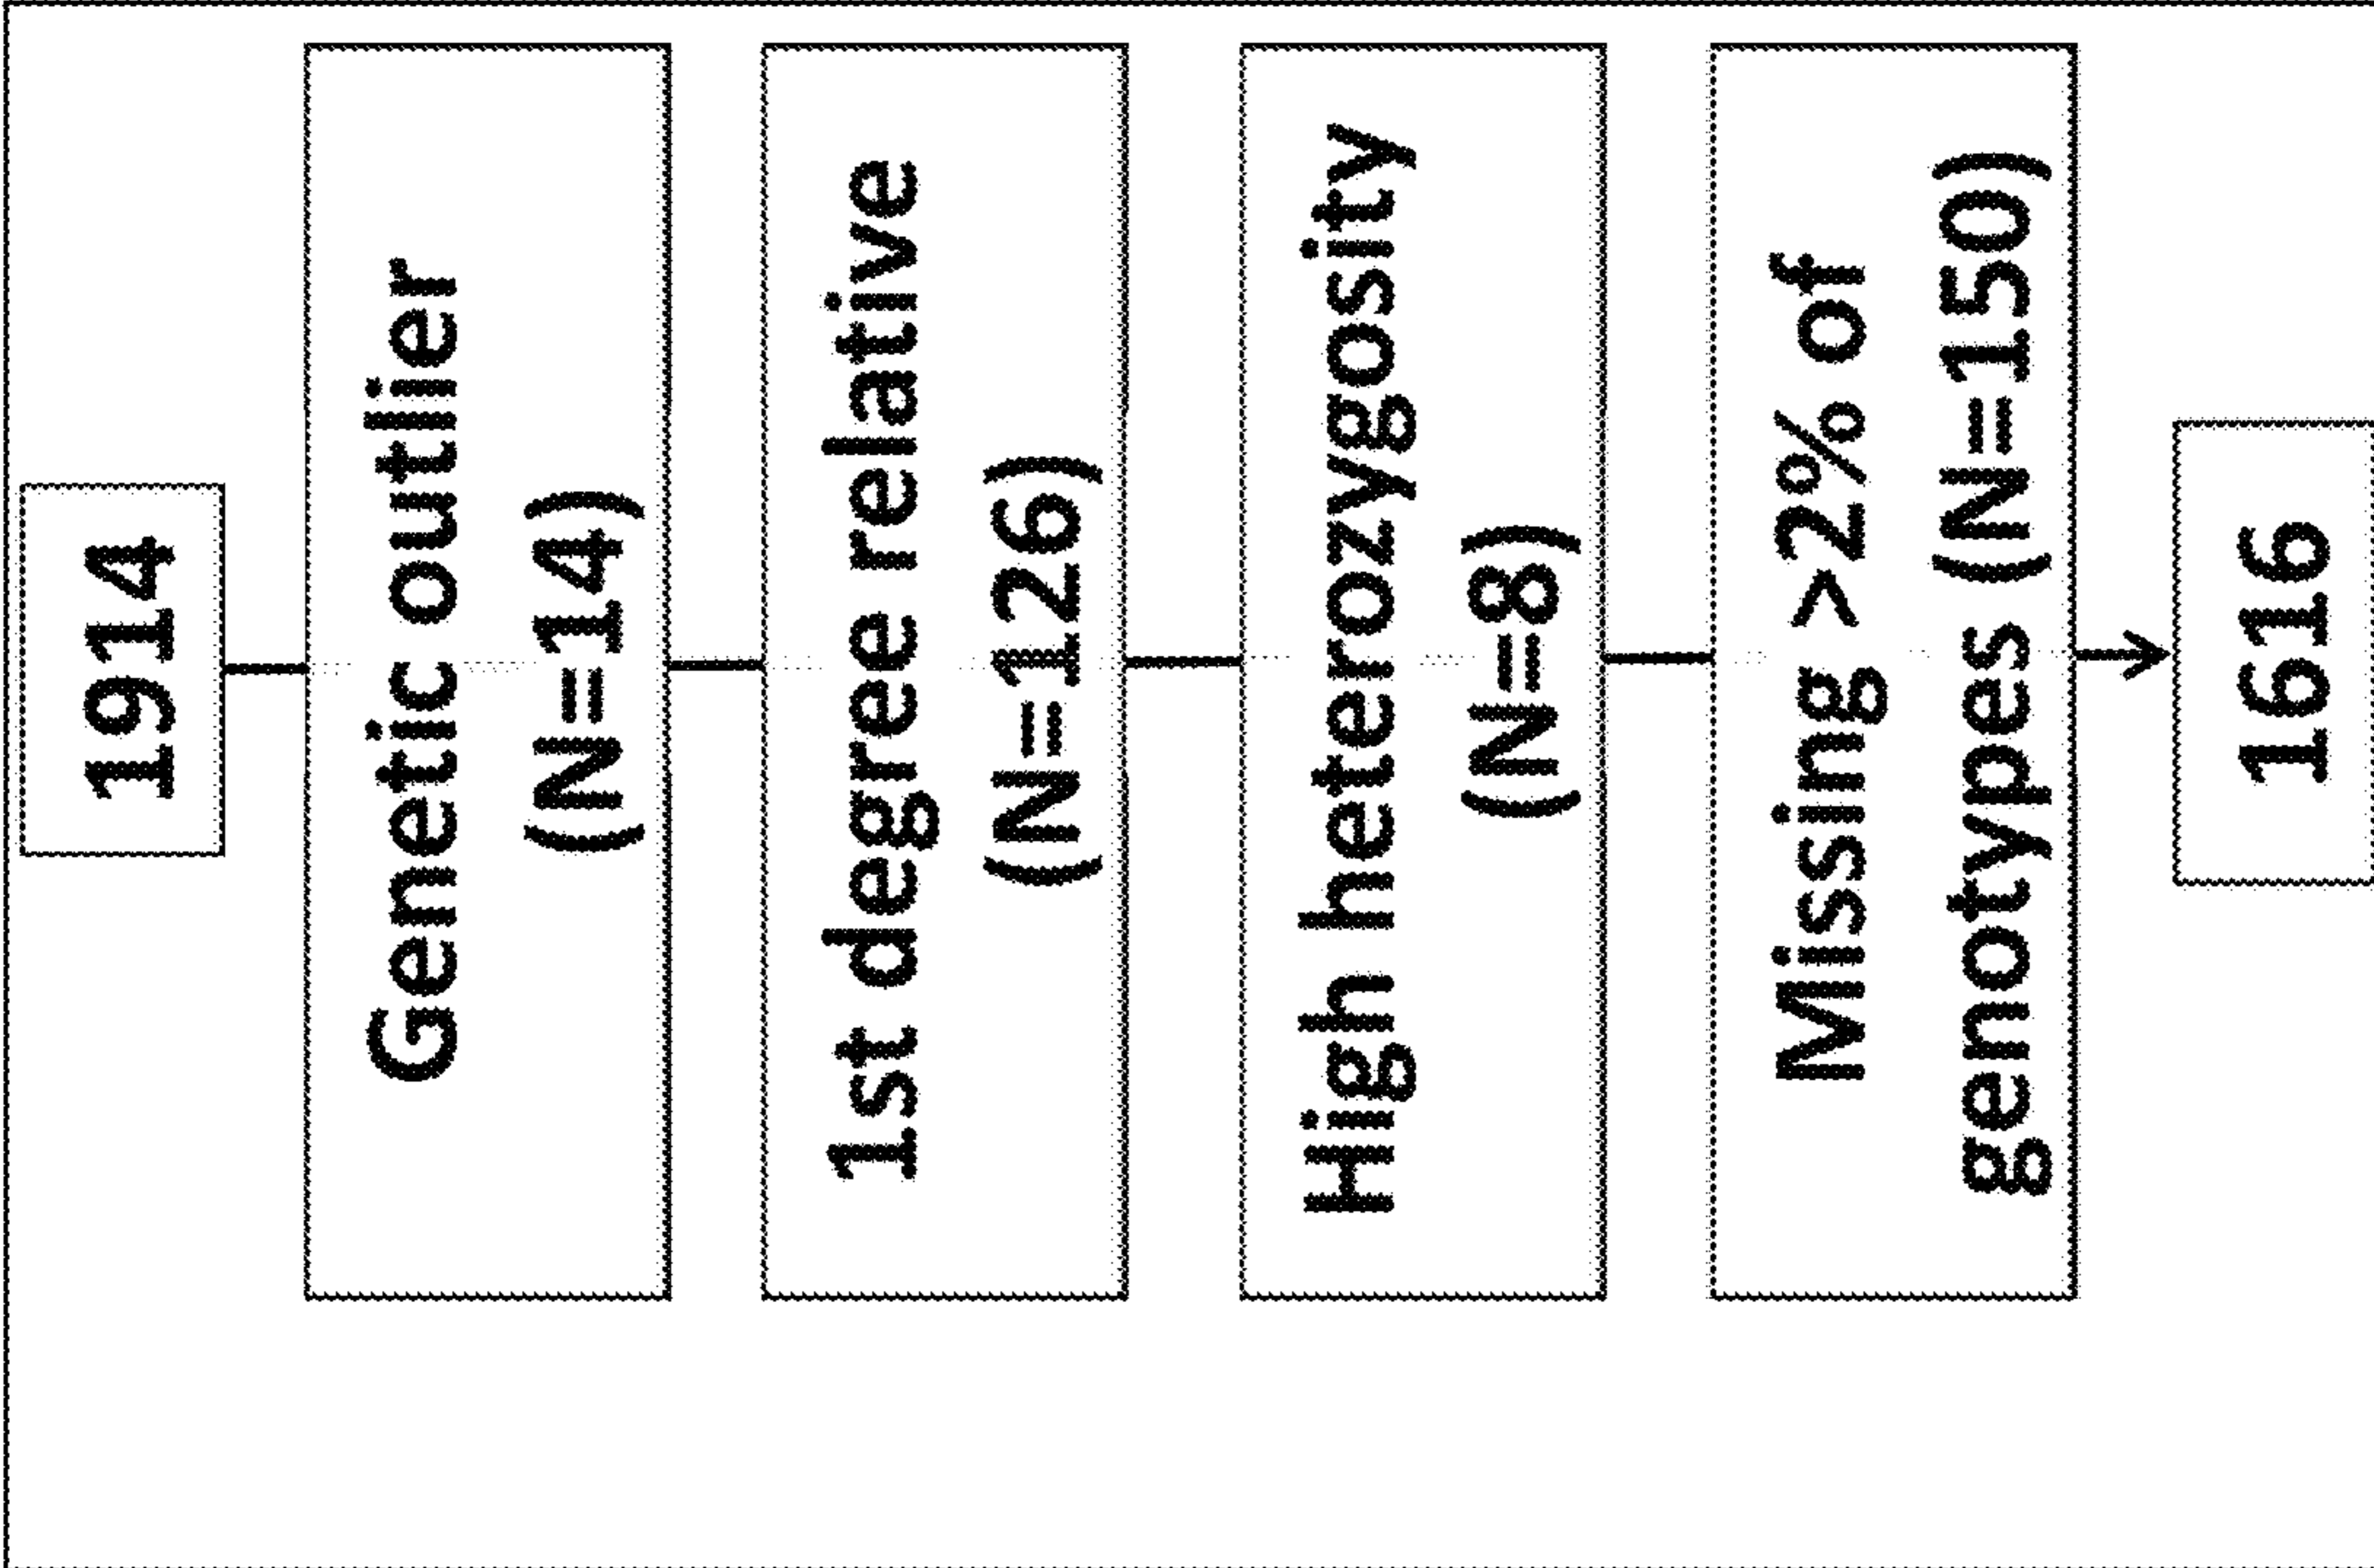 1914
Genetic outlier
(N=14)
1st degree relative
(N=126)
High heterozygosity
(N=8)
Missing >2% of
genotypes (N=150)
1616